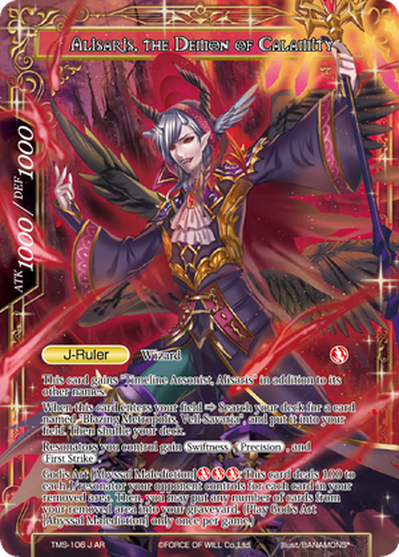 Alisaris, the Demon of Calamity
ATK 1000 / DEF 1000
J-Ruler Wizard
This card gains "Timeline Arsonist, Alisaris" in addition to its
other names.
When this card enters your field ⇒ Search your deck for a card
named "Blazing Metropolis, Vell-Savaria", and put it into your
field. Then shuffle your deck.
Resonators you control gain Swiftness, Precision, and
First Strike.
God's Art [Abyssal Malediction] This card deals 100 to
each J/resonator your opponent controls for each card in your
removed area. Then, you may put any number of cards from
your removed area into your graveyard. (Play God's Art
[Abyssal Malediction] only once per game.)
TMS-106 J AR ©FORCE OF WILL Co.,Ltd. Illust/BANAMONS*